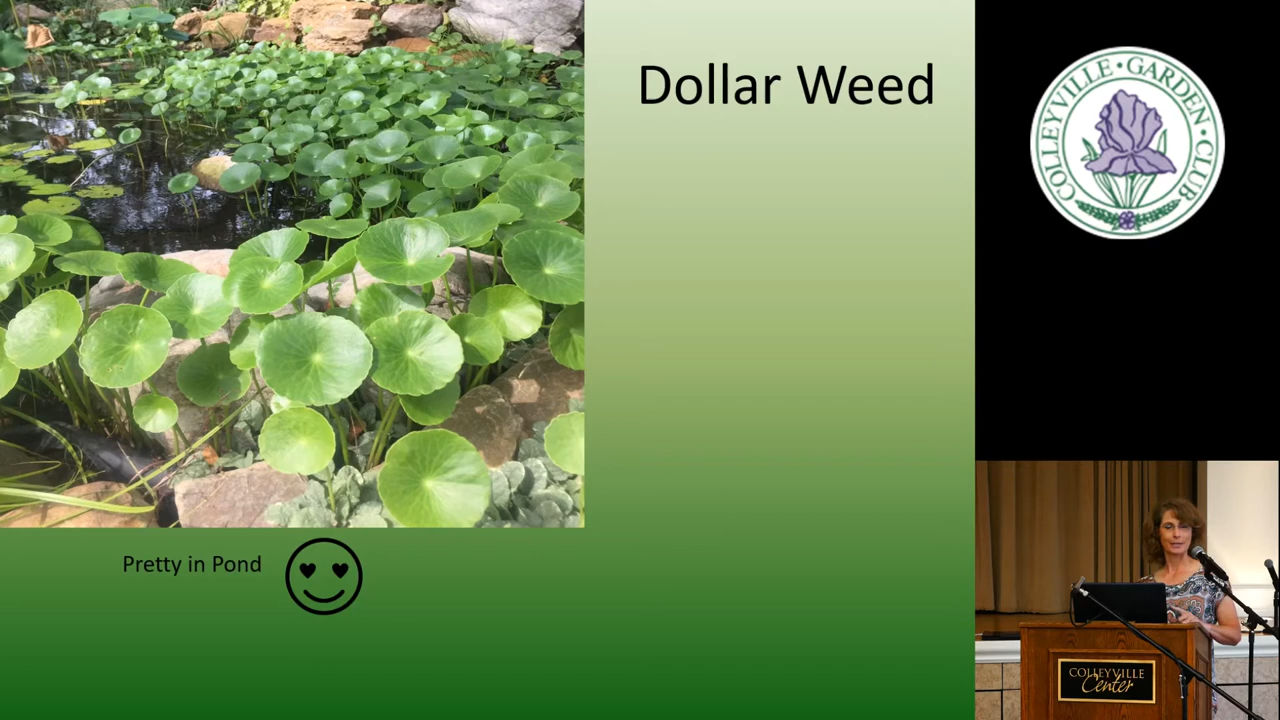 Dollar Weed
COLLEYVILLE • GARDEN • CLUB
Pretty in Pond
COLLEYVILLE
Center